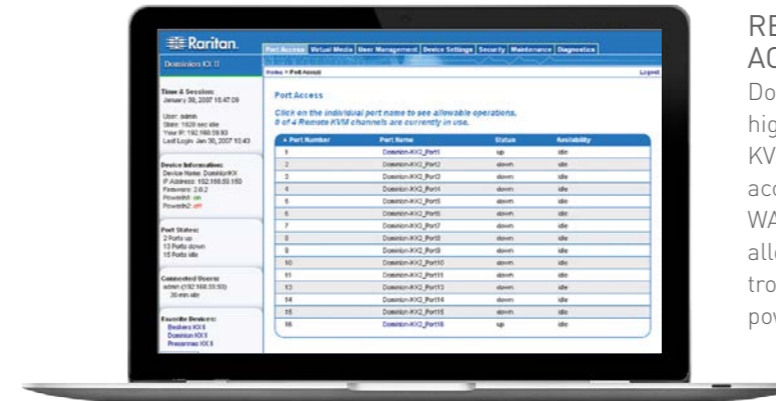 Raritan.
Dominion KX II
Port Access Virtual Media User Management Device Settings Security Maintenance Diagnostics
Home > Port Access
Logout
Time & Session:
January 30, 2007 15:47:09
User: admin
State: 1828 sec idle
Your IP: 192.168.59.93
Last Login: Jan 30, 2007 10:43
Device Information:
Device Name: DominionKX
IP Address: 192.168.59.150
Firmware: 2.0.2
PowerIn1: on
PowerIn2: off
Port States:
2 Ports up
13 Ports down
15 Ports idle
Connected Users:
admin (192.168.59.93)
Favorite Devices:
Dominion KX II
Port Access
Click on the individual port name to see allowable operations.
0 of 4 Remote KVM channels are currently in use.
Port Number Port Name Status Availability
1 Dominion-KX2_Port1 up idle
2 Dominion-KX2_Port2 down idle
3 Dominion-KX2_Port3 down idle
4 Dominion-KX2_Port4 down idle
5 Dominion-KX2_Port5 down idle
6 Dominion-KX2_Port6 down idle
7 Dominion-KX2_Port7 down idle
8 Dominion-KX2_Port8 down idle
9 Dominion-KX2_Port9 down idle
10 Dominion-KX2_Port10 down idle
11 Dominion-KX2_Port11 down idle
13 Dominion-KX2_Port13 down idle
14 Dominion-KX2_Port14 down idle
15 Dominion-KX2_Port15 down idle
16 Dominion-KX2_Port16 up idle
RE
AC
Do
hig
KV
acc
WA
all
tro
pow